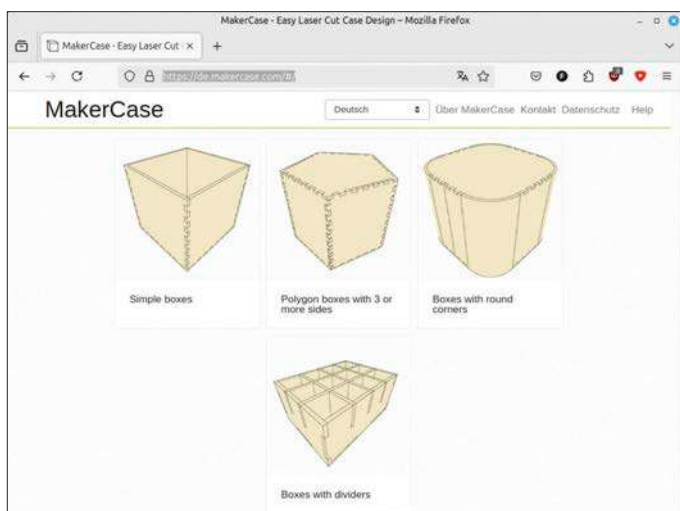 MakerCase - Easy Laser Cut Case Design – Mozilla Firefox
MakerCase - Easy Laser Cut × +
https://de.makercase.com/#/
MakerCase
Deutsch
Über MakerCase Kontakt Datenschutz Help
Simple boxes
Polygon boxes with 3 or
more sides
Boxes with round
corners
Boxes with dividers